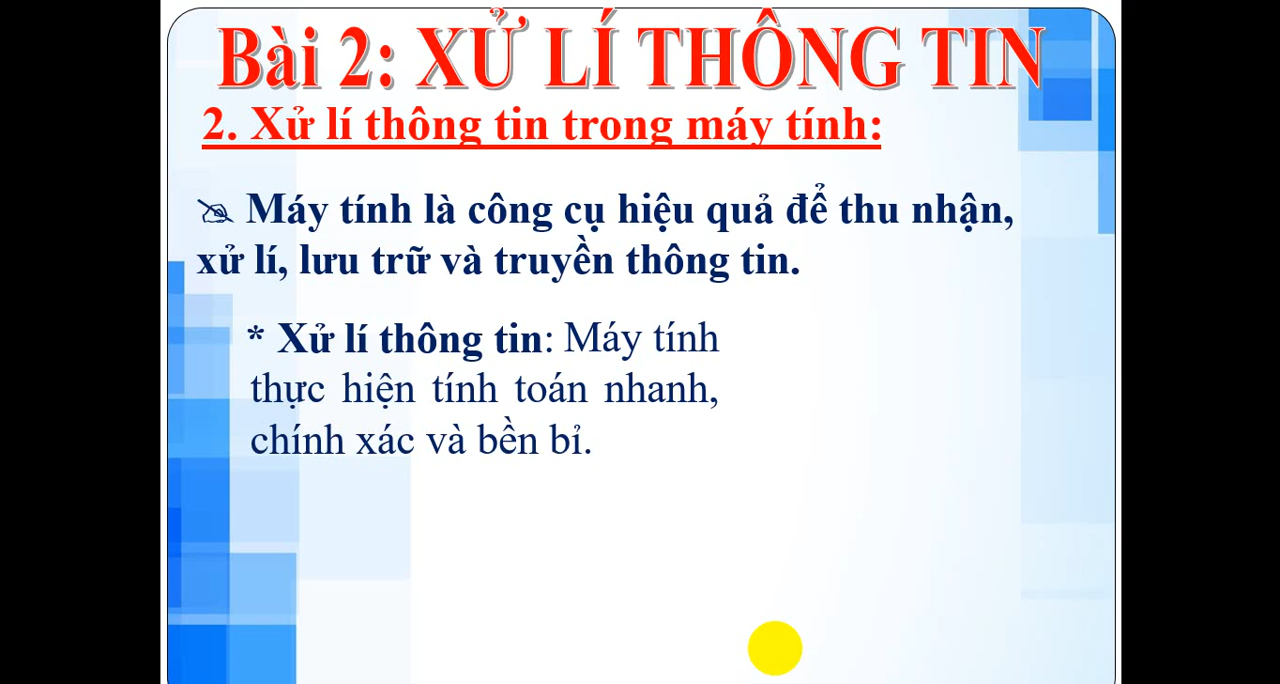 Bài 2: XỬ LÍ THÔNG TIN
2. Xử lí thông tin trong máy tính:
Máy tính là công cụ hiệu quả để thu nhận,
xử lí, lưu trữ và truyền thông tin.
* Xử lí thông tin: Máy tính
thực hiện tính toán nhanh,
chính xác và bền bỉ.